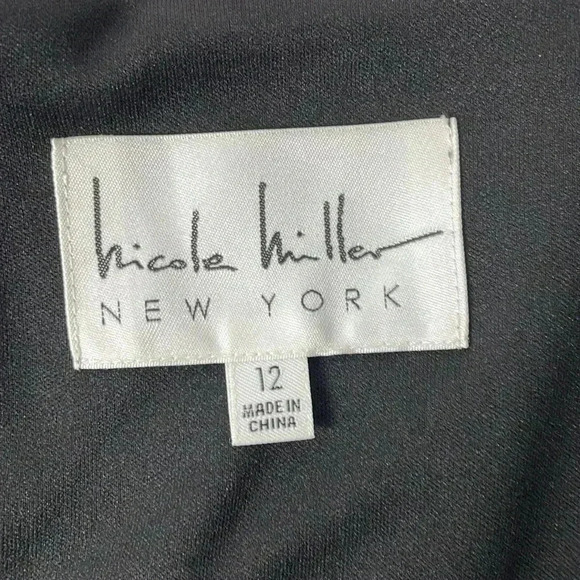 Nicole Miller
NEW YORK
12
MADE IN
CHINA